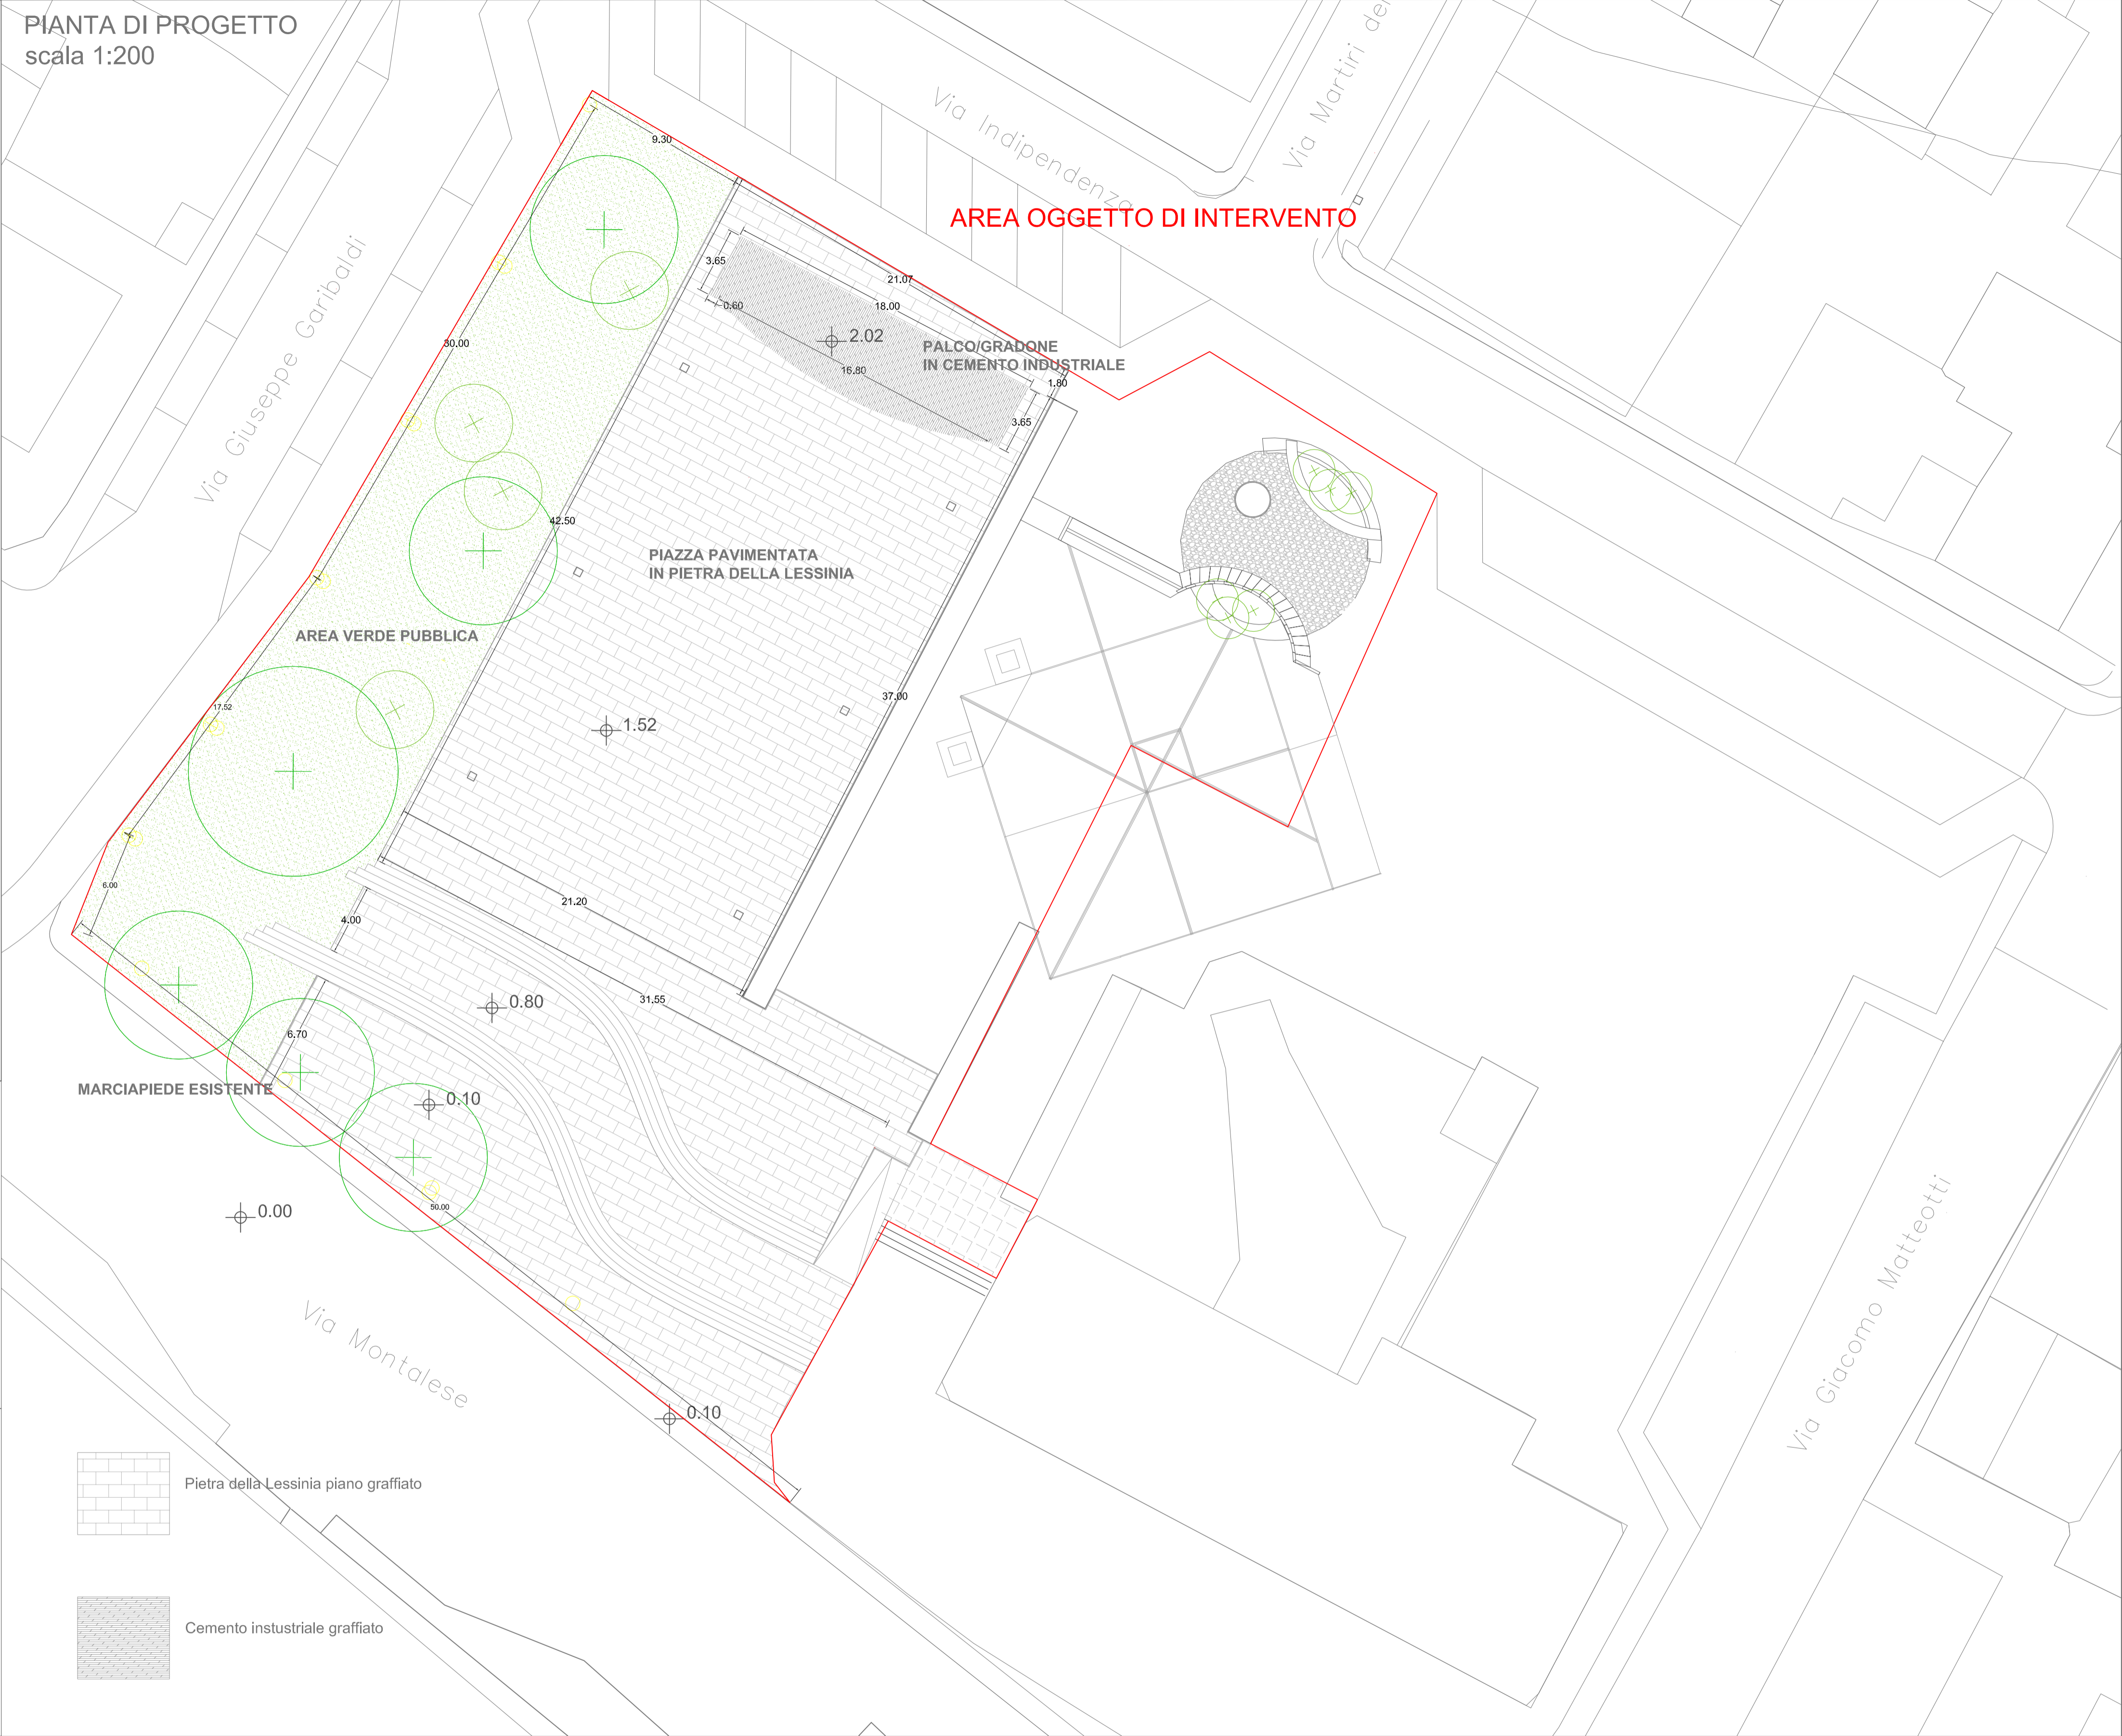 PIANTA DI PROGETTO
scala 1:200
Via Indipendenza
Via Martiri de
AREA OGGETTO DI INTERVENTO
Via Giuseppe Garibaldi
9.30
3.65
21.07
18.00
0.60
2.02
PALCO/GRADONE
IN CEMENTO INDUSTRIALE
30.00
16.80
1.80
3.65
42.50
PIAZZA PAVIMENTATA
IN PIETRA DELLA LESSINIA
AREA VERDE PUBBLICA
37.00
17.52
1.52
6.00
21.20
4.00
31.55
0.80
6.70
MARCIAPIEDE ESISTENTE
0.10
0.00
50.00
Via Montalese
0.10
Via Giacomo Matteotti
Pietra della Lessinia piano graffiato
Cemento instustriale graffiato